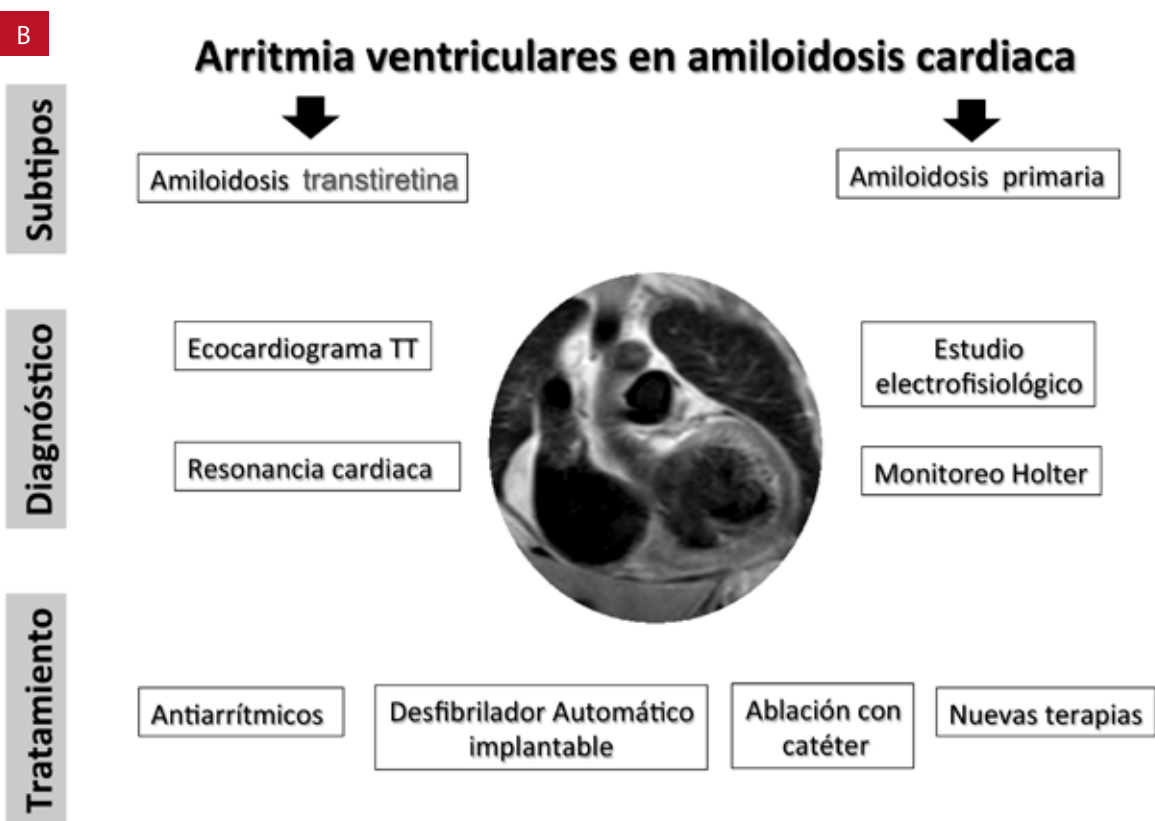 B
Arritmia ventriculares en amiloidosis cardiaca
Subtipos
Amiloidosis transtiretina
Amiloidosis primaria
Diagnóstico
Ecocardiograma TT
Estudio
electrofisiológico
Resonancia cardiaca
Monitoreo Holter
Tratamiento
Antiarrítmicos
Desfibrilador Automático
implantable
Ablación con
catéter
Nuevas terapias